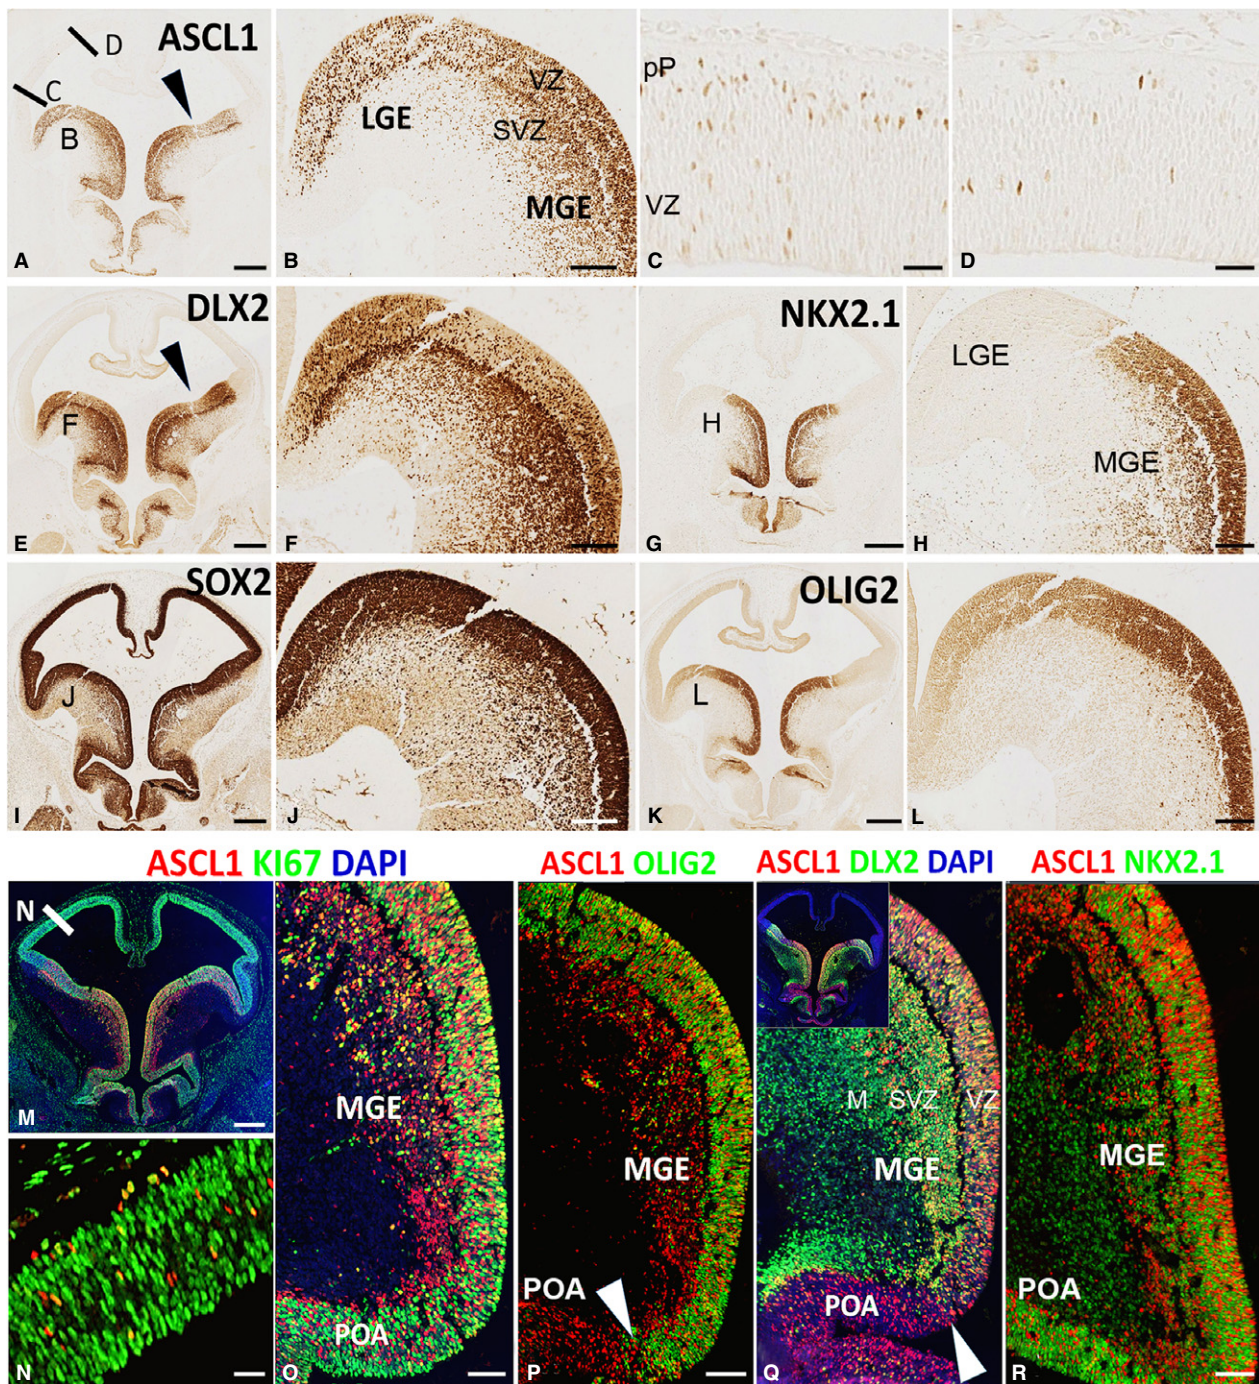 D
ASCL1
C
B
A
VZ
LGE
SVZ
MGE
B
pP
VZ
C
D
DLX2
F
E
F
NKX2.1
H
G
LGE
MGE
H
SOX2
J
I
J
OLIG2
L
K
L
ASCL1 KI67 DAPI
ASCL1 OLIG2
ASCL1 DLX2 DAPI
ASCL1 NKX2.1
N
M
N
MGE
POA
O
MGE
POA
P
M SVZ VZ
MGE
POA
Q
MGE
POA
R